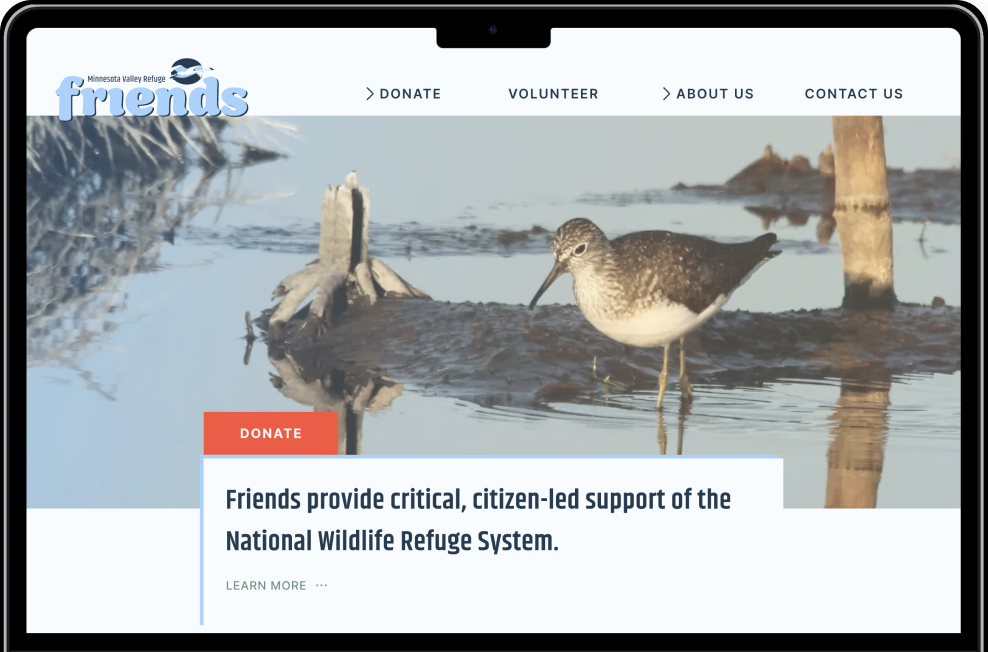 Minnesota Valley Refuge
friends
DONATE
VOLUNTEER
ABOUT US
CONTACT US
DONATE
Friends provide critical, citizen-led support of the
National Wildlife Refuge System.
LEARN MORE ···